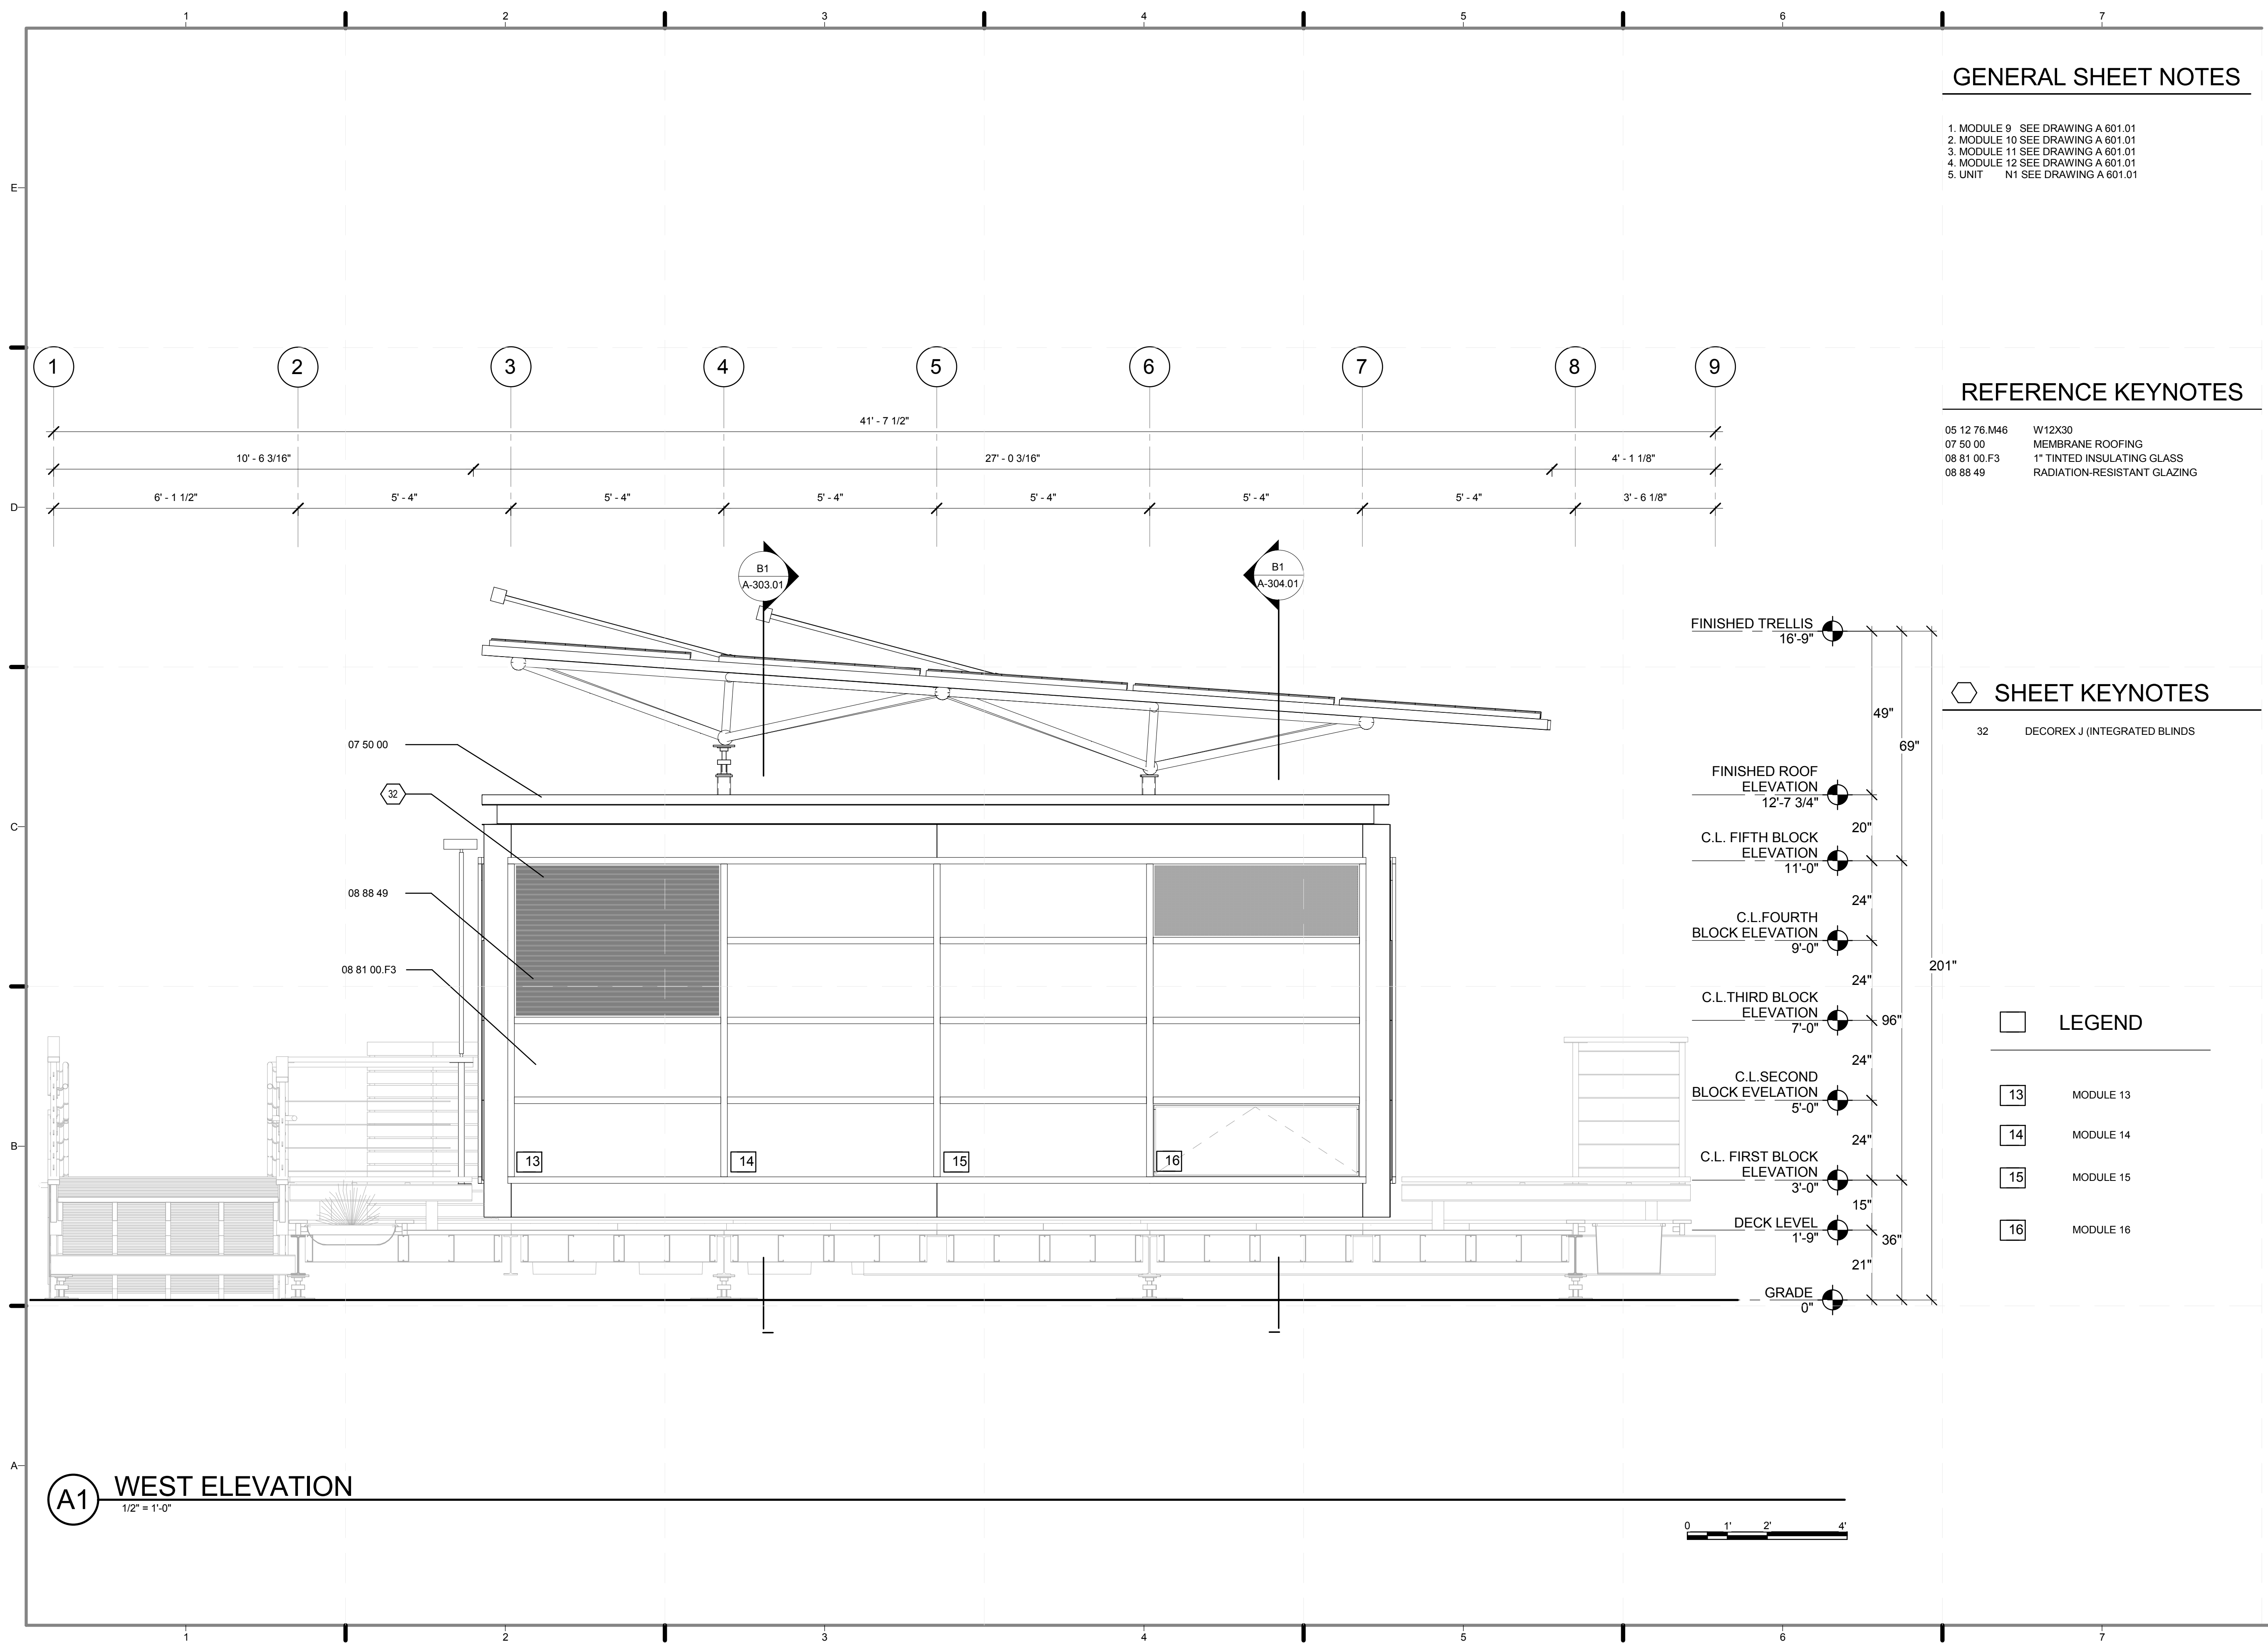 1 2 3 4 5 6 7
GENERAL SHEET NOTES
1. MODULE 9 SEE DRAWING A 601.01
2. MODULE 10 SEE DRAWING A 601.01
3. MODULE 11 SEE DRAWING A 601.01
4. MODULE 12 SEE DRAWING A 601.01
5. UNIT N1 SEE DRAWING A 601.01
E
1 2 3 4 5 6 7 8 9
41' - 7 1/2"
10' - 6 3/16" 27' - 0 3/16" 4' - 1 1/8"
6' - 1 1/2" 5' - 4" 5' - 4" 5' - 4" 5' - 4" 5' - 4" 5' - 4" 3' - 6 1/8"
REFERENCE KEYNOTES
05 12 76.M46 W12X30
07 50 00 MEMBRANE ROOFING
08 81 00.F3 1" TINTED INSULATING GLASS
08 88 49 RADIATION-RESISTANT GLAZING
D
B1
A-303.01
B1
A-304.01
07 50 00
32
08 88 49
08 81 00.F3
13 14 15 16
FINISHED TRELLIS
16'-9"
49"
69"
FINISHED ROOF
ELEVATION
12'-7 3/4"
20"
C.L. FIFTH BLOCK
ELEVATION
11'-0"
24"
C.L.FOURTH
BLOCK ELEVATION
9'-0"
24"
201"
C.L.THIRD BLOCK
ELEVATION
7'-0"
96"
24"
C.L.SECOND
BLOCK EVELATION
5'-0"
24"
C.L. FIRST BLOCK
ELEVATION
3'-0"
15"
DECK LEVEL
1'-9"
36"
21"
GRADE
0"
SHEET KEYNOTES
32 DECOREX J (INTEGRATED BLINDS
LEGEND
13 MODULE 13
14 MODULE 14
15 MODULE 15
16 MODULE 16
C
B
A
A1 WEST ELEVATION
1/2" = 1'-0"
0 1' 2' 4'
1 2 3 4 5 6 7